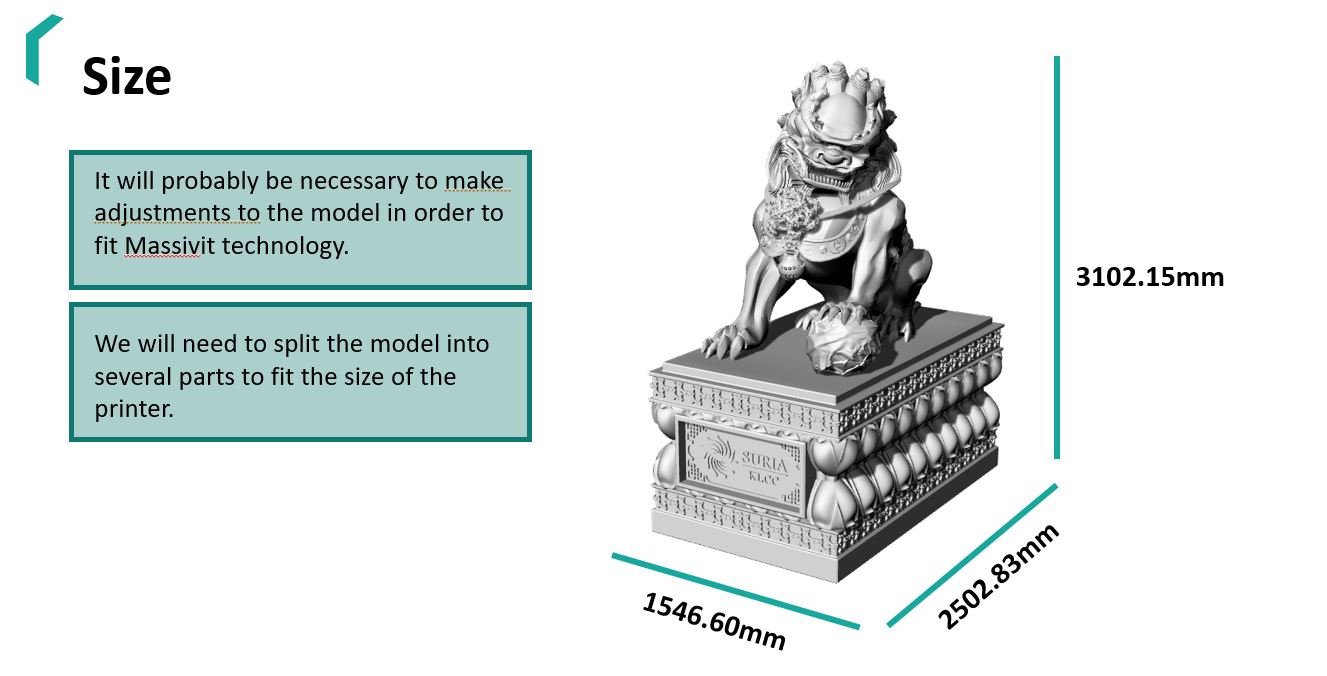 Size
It will probably be necessary to make
adjustments to the model in order to
fit Massivit technology.
We will need to split the model into
several parts to fit the size of the
printer.
3102.15mm
SURIA
KLCC
2502.83mm
1546.60mm